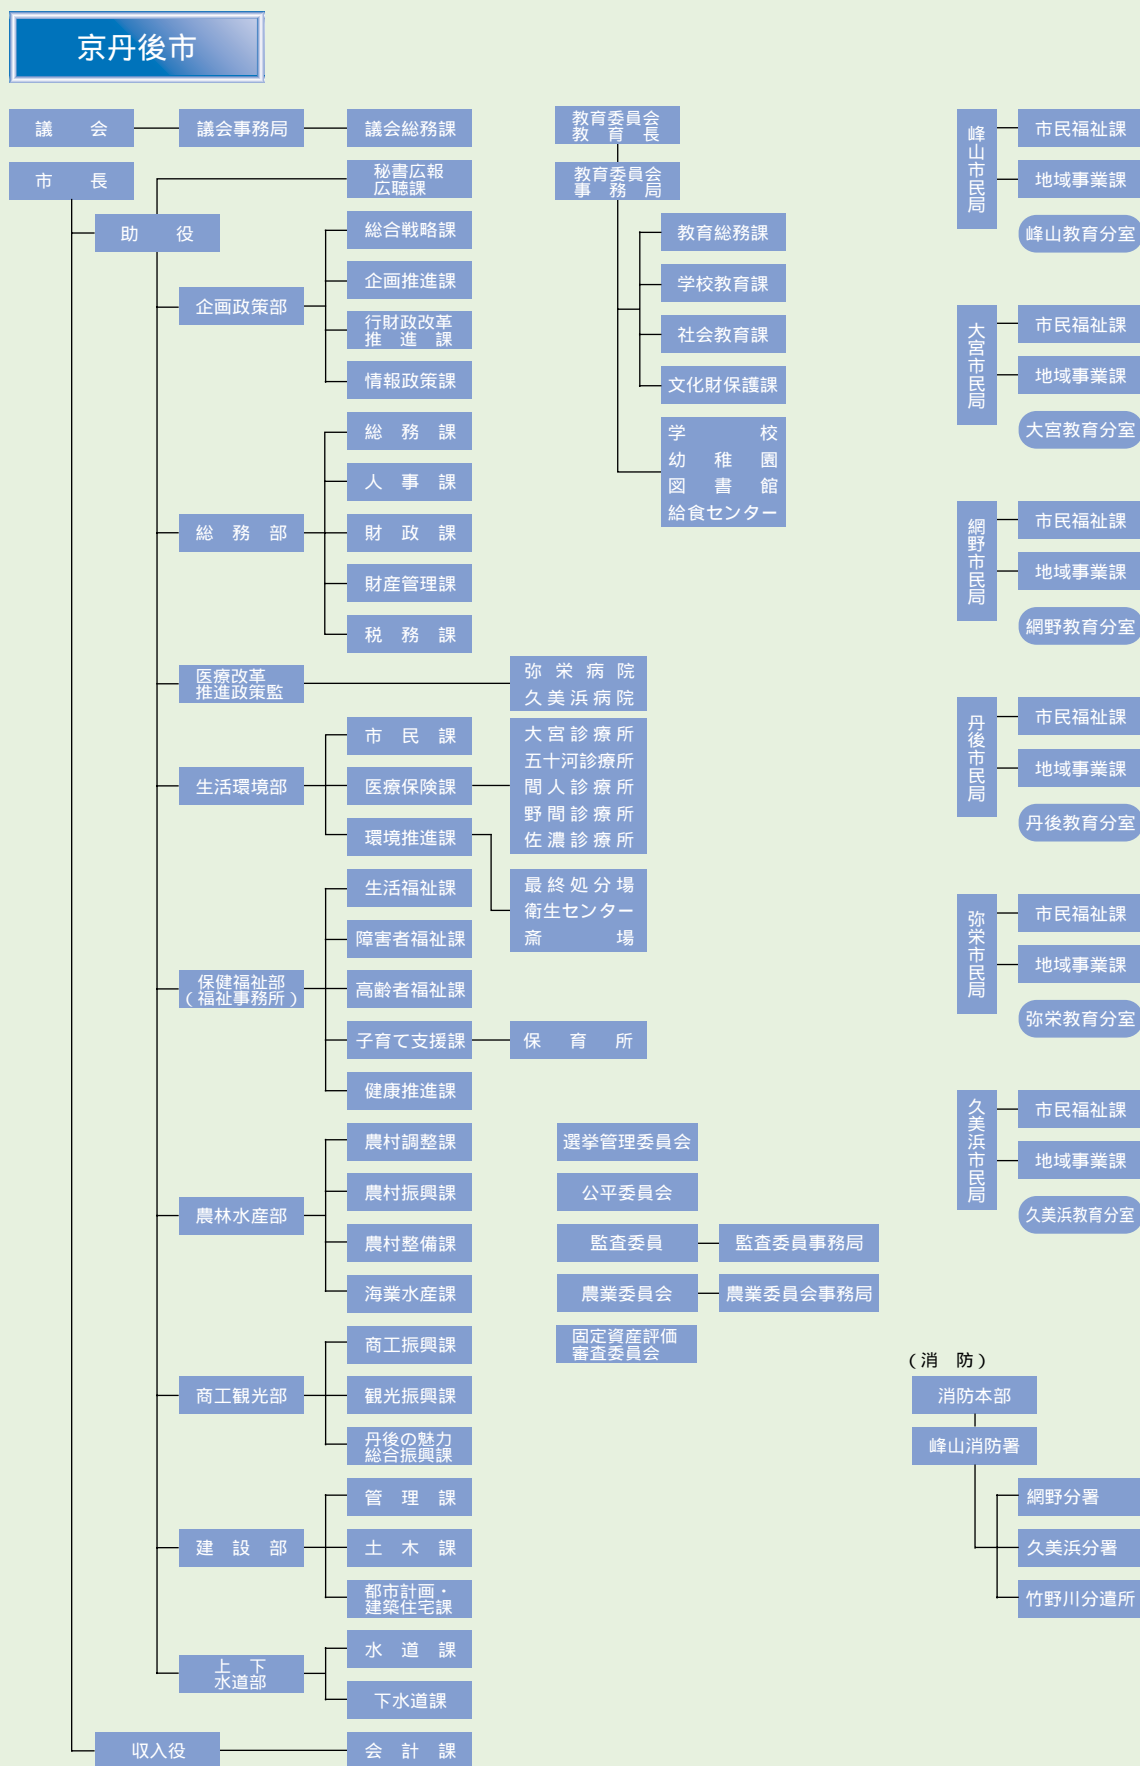 京丹後市
議会
議会事務局
議会総務課
市長
秘書広報
広聴課
助役
企画政策部
総合戦略課
企画推進課
行財政改革
推進課
情報政策課
総務部
総務課
人事課
財政課
財産管理課
税務課
医療改革
推進政策監
弥栄病院
久美浜病院
生活環境部
市民課
医療保険課
環境推進課
大宮診療所
五十河診療所
間人診療所
野間診療所
佐濃診療所
最終処分場
衛生センター
斎場
保健福祉部
(福祉事務所)
生活福祉課
障害者福祉課
高齢者福祉課
子育て支援課
保育所
健康推進課
農林水産部
農村調整課
農村振興課
農村整備課
海業水産課
商工観光部
商工振興課
観光振興課
丹後の魅力
総合振興課
建設部
管理課
土木課
都市計画・
建築住宅課
上下
水道部
水道課
下水道課
収入役
会計課
教育委員会
教育長
教育委員会
事務局
教育総務課
学校教育課
社会教育課
文化財保護課
学校
幼稚園
図書館
給食センター
選挙管理委員会
公平委員会
監査委員
監査委員事務局
農業委員会
農業委員会事務局
固定資産評価
審査委員会
峰山市民局
市民福祉課
地域事業課
峰山教育分室
大宮市民局
市民福祉課
地域事業課
大宮教育分室
網野市民局
市民福祉課
地域事業課
網野教育分室
丹後市民局
市民福祉課
地域事業課
丹後教育分室
弥栄市民局
市民福祉課
地域事業課
弥栄教育分室
久美浜市民局
市民福祉課
地域事業課
久美浜教育分室
(消防)
消防本部
峰山消防署
網野分署
久美浜分署
竹野川分遣所